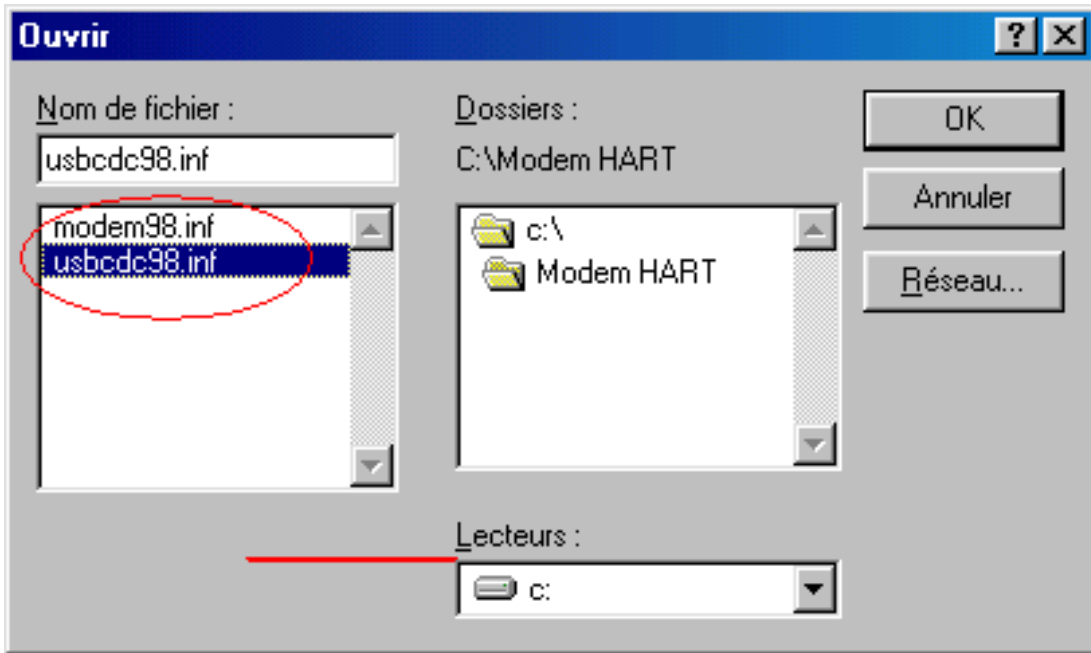 Ouvrir
Nom de fichier :
usbcdc98.inf
modem98.inf
usbcdc98.inf
Dossiers :
C:\Modem HART
c:\
Modem HART
Lecteurs :
c:
OK
Annuler
Réseau...